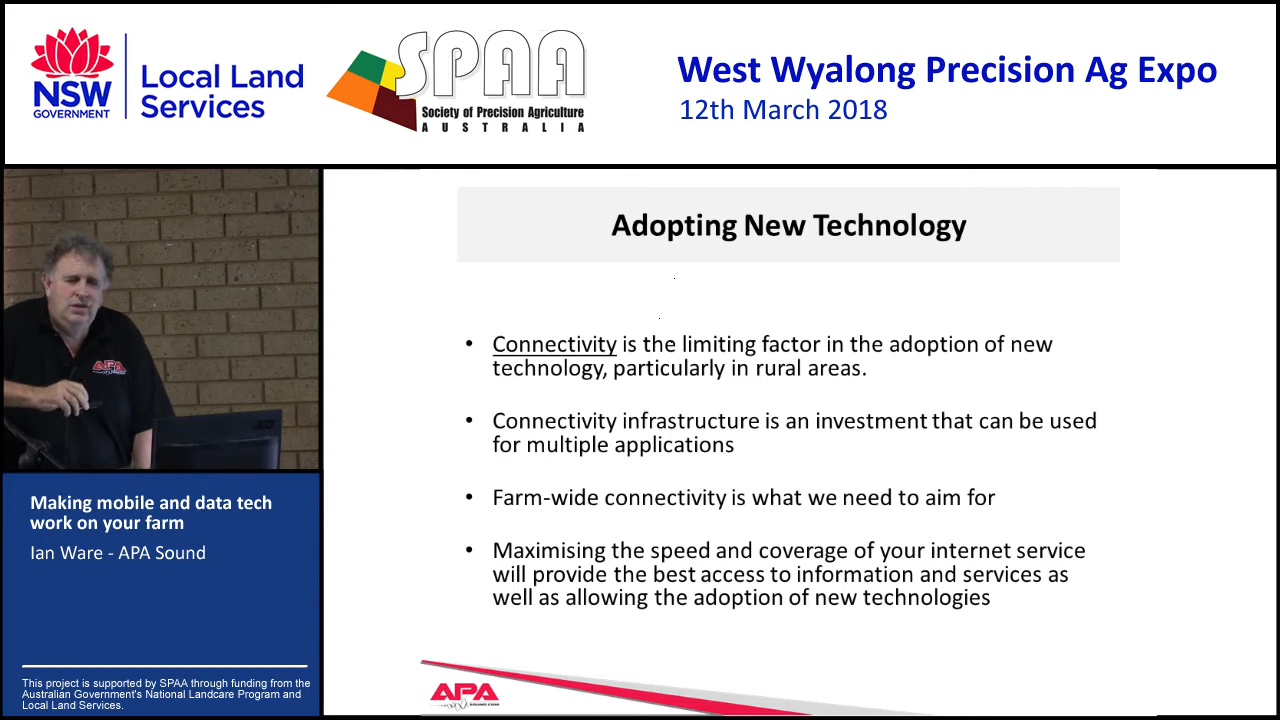 NSW
GOVERNMENT
Local Land
Services
SPAA
Society of Precision Agriculture
AUSTRALIA
West Wyalong Precision Ag Expo
12th March 2018
APA
acer
Making mobile and data tech
work on your farm
Ian Ware - APA Sound
This project is supported by SPAA through funding from the
Australian Government's National Landcare Program and
Local Land Services.
Adopting New Technology
• Connectivity is the limiting factor in the adoption of new
technology, particularly in rural areas.
• Connectivity infrastructure is an investment that can be used
for multiple applications
• Farm-wide connectivity is what we need to aim for
• Maximising the speed and coverage of your internet service
will provide the best access to information and services as
well as allowing the adoption of new technologies
APA
SOUND.COM